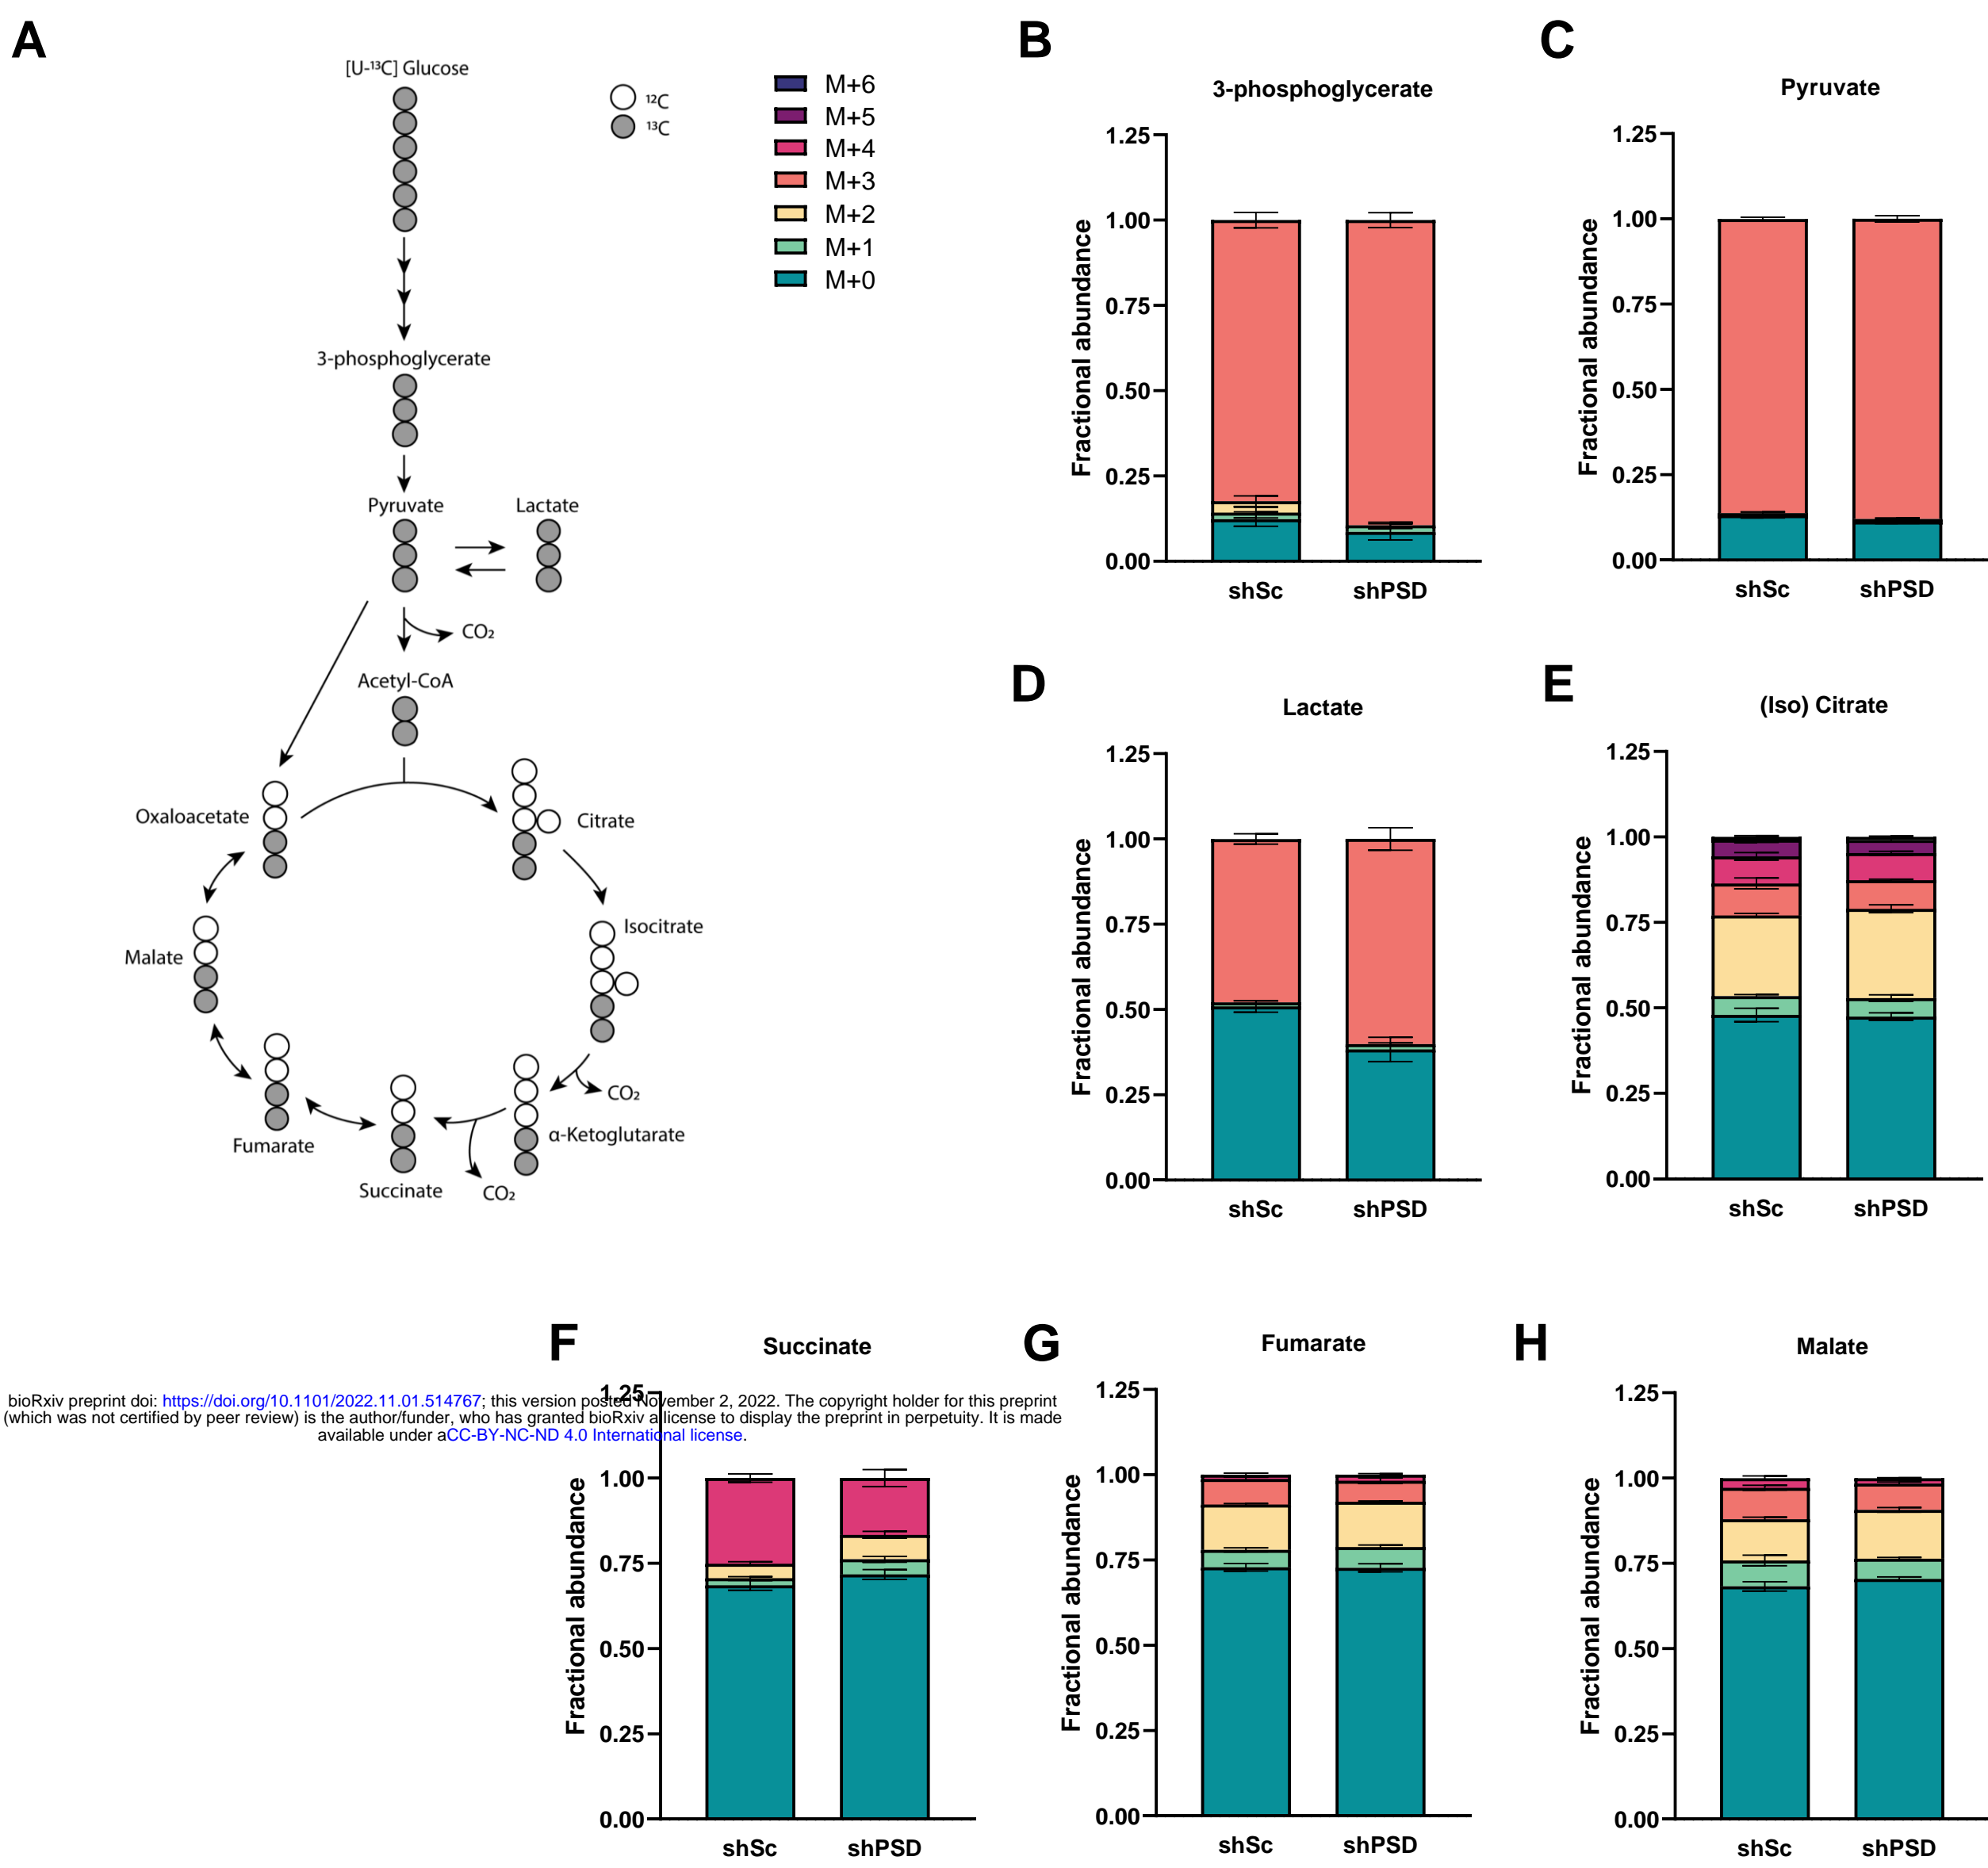 A
[U-¹³C] Glucose
¹²C
¹³C
M+6
M+5
M+4
M+3
M+2
M+1
M+0
3-phosphoglycerate
Pyruvate
Lactate
CO₂
Acetyl-CoA
Oxaloacetate
Citrate
Isocitrate
Malate
CO₂
α-Ketoglutarate
Fumarate
Succinate
CO₂
B
3-phosphoglycerate
Fractional abundance
1.25
1.00
0.75
0.50
0.25
0.00
shSc
shPSD
C
Pyruvate
Fractional abundance
1.25
1.00
0.75
0.50
0.25
0.00
shSc
shPSD
D
Lactate
Fractional abundance
1.25
1.00
0.75
0.50
0.25
0.00
shSc
shPSD
E
(Iso) Citrate
Fractional abundance
1.25
1.00
0.75
0.50
0.25
0.00
shSc
shPSD
F
Succinate
bioRxiv preprint doi: https://doi.org/10.1101/2022.11.01.514767; this version posted November 2, 2022. The copyright holder for this preprint
(which was not certified by peer review) is the author/funder, who has granted bioRxiv a license to display the preprint in perpetuity. It is made
available under aCC-BY-NC-ND 4.0 International license.
Fractional abundance
1.25
1.00
0.75
0.50
0.25
0.00
shSc
shPSD
G
Fumarate
Fractional abundance
1.25
1.00
0.75
0.50
0.25
0.00
shSc
shPSD
H
Malate
Fractional abundance
1.25
1.00
0.75
0.50
0.25
0.00
shSc
shPSD